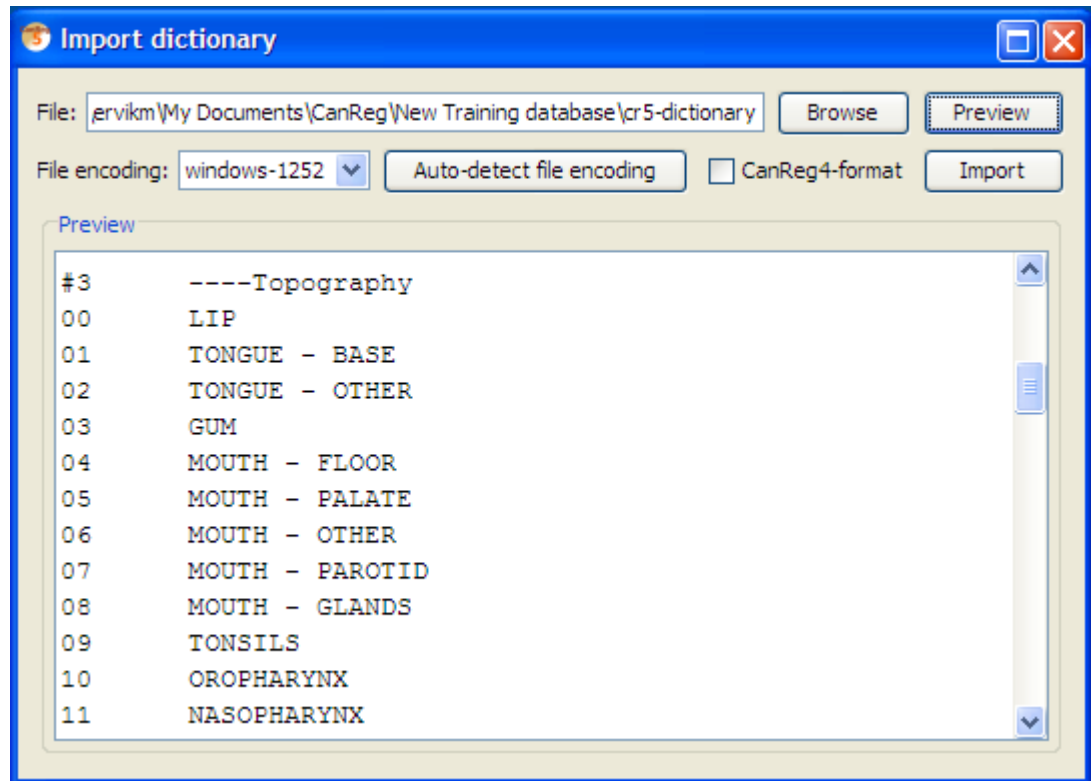 Import dictionary
File: ervikm\My Documents\CanReg\New Training database\cr5-dictionary Browse Preview
File encoding: windows-1252 Auto-detect file encoding CanReg4-format Import
Preview
#3 ----Topography
00 LIP
01 TONGUE - BASE
02 TONGUE - OTHER
03 GUM
04 MOUTH - FLOOR
05 MOUTH - PALATE
06 MOUTH - OTHER
07 MOUTH - PAROTID
08 MOUTH - GLANDS
09 TONSILS
10 OROPHARYNX
11 NASOPHARYNX